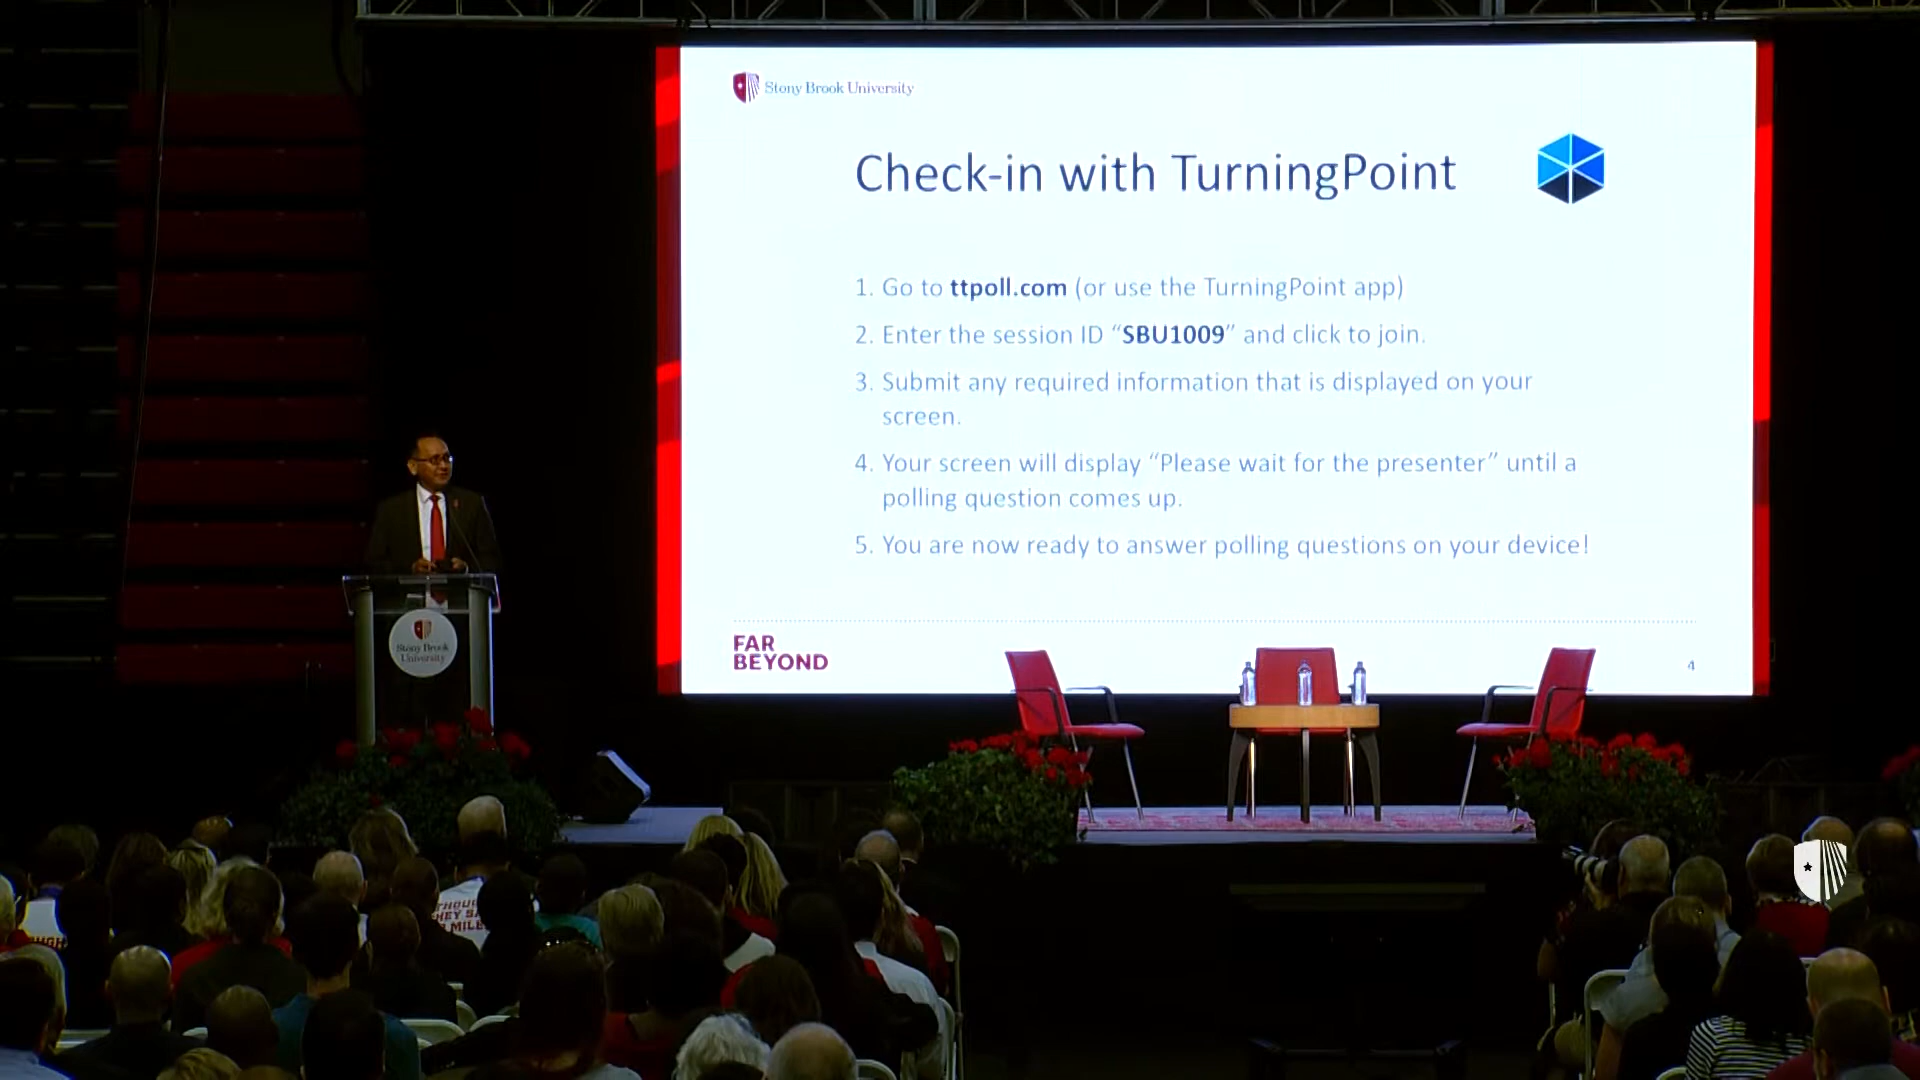 Stony Brook University
Check-in with TurningPoint
1. Go to ttpoll.com (or use the TurningPoint app)
2. Enter the session ID “SBU1009” and click to join.
3. Submit any required information that is displayed on your
screen.
4. Your screen will display “Please wait for the presenter” until a
polling question comes up.
5. You are now ready to answer polling questions on your device!
FAR
BEYOND
4
Stony Brook
University